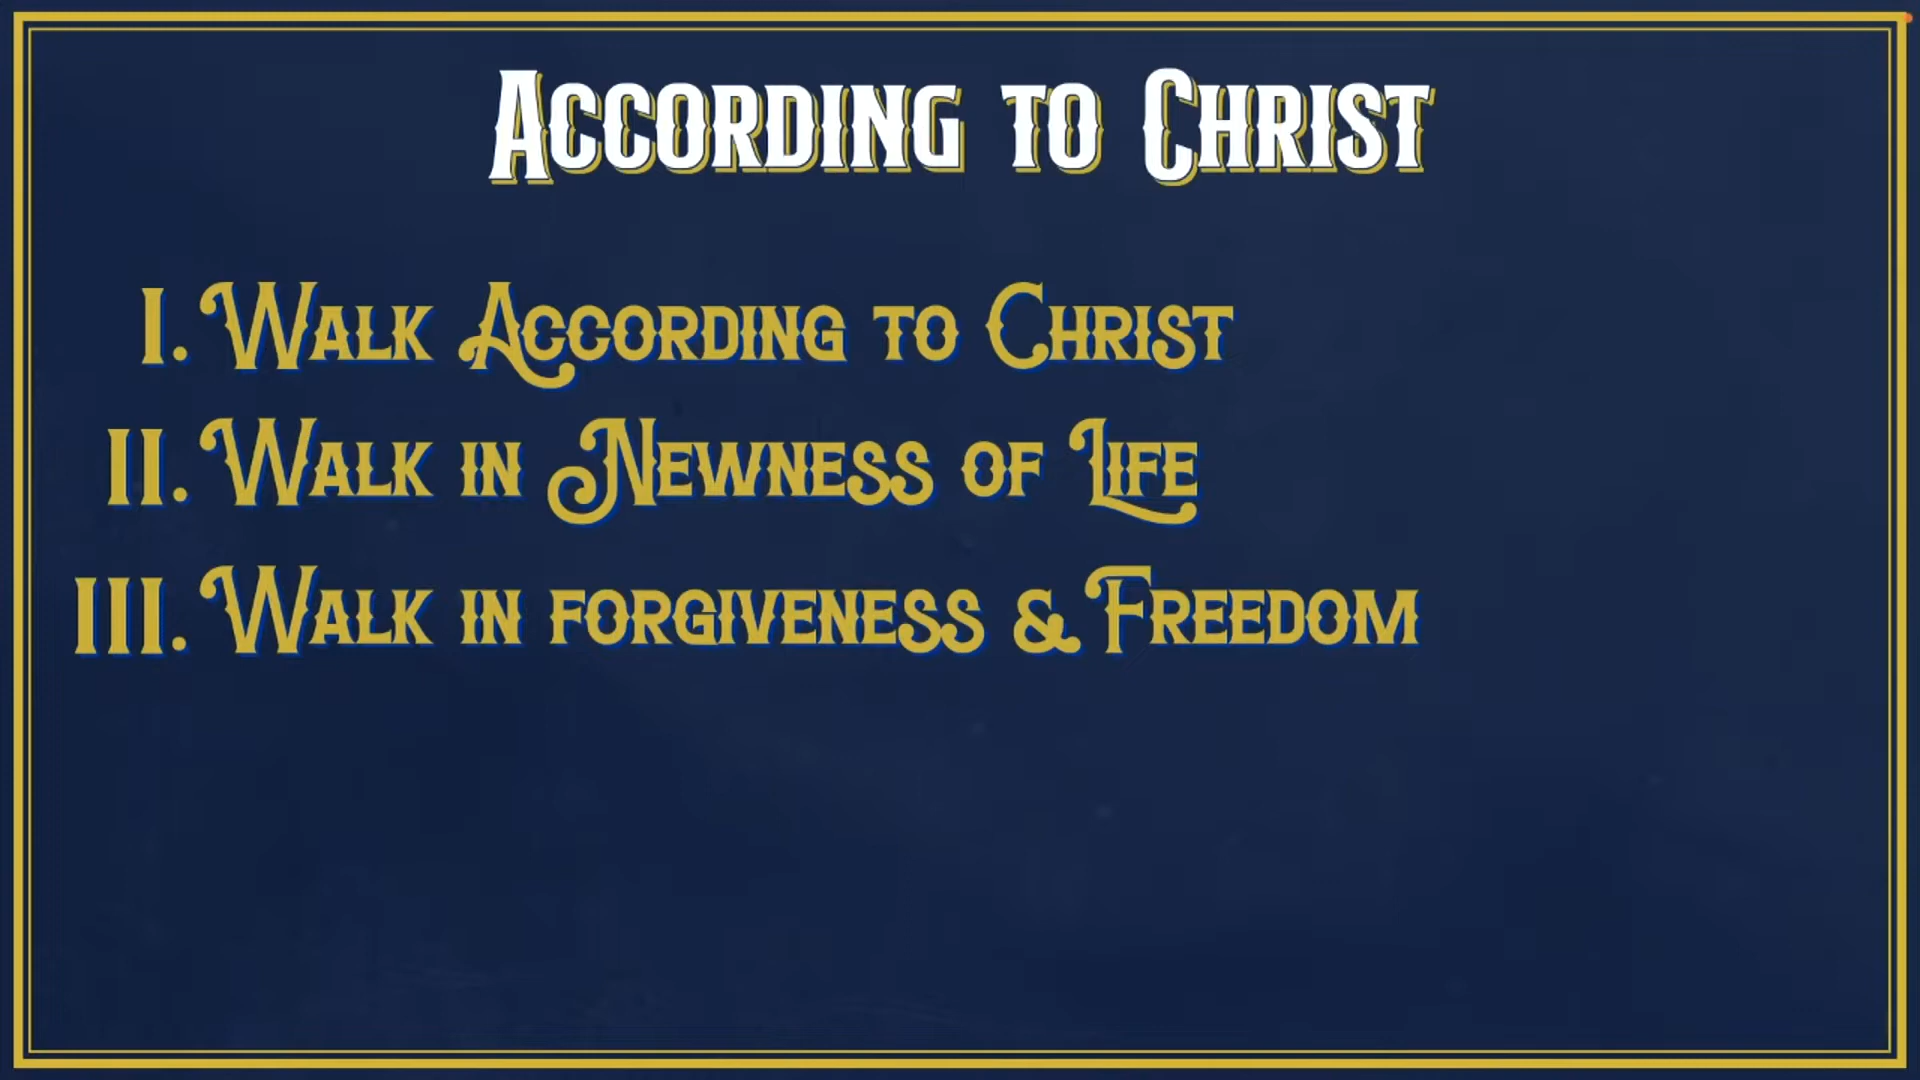 According to Christ
I. Walk According to Christ
II. Walk in Newness of Life
III. Walk in forgiveness & Freedom